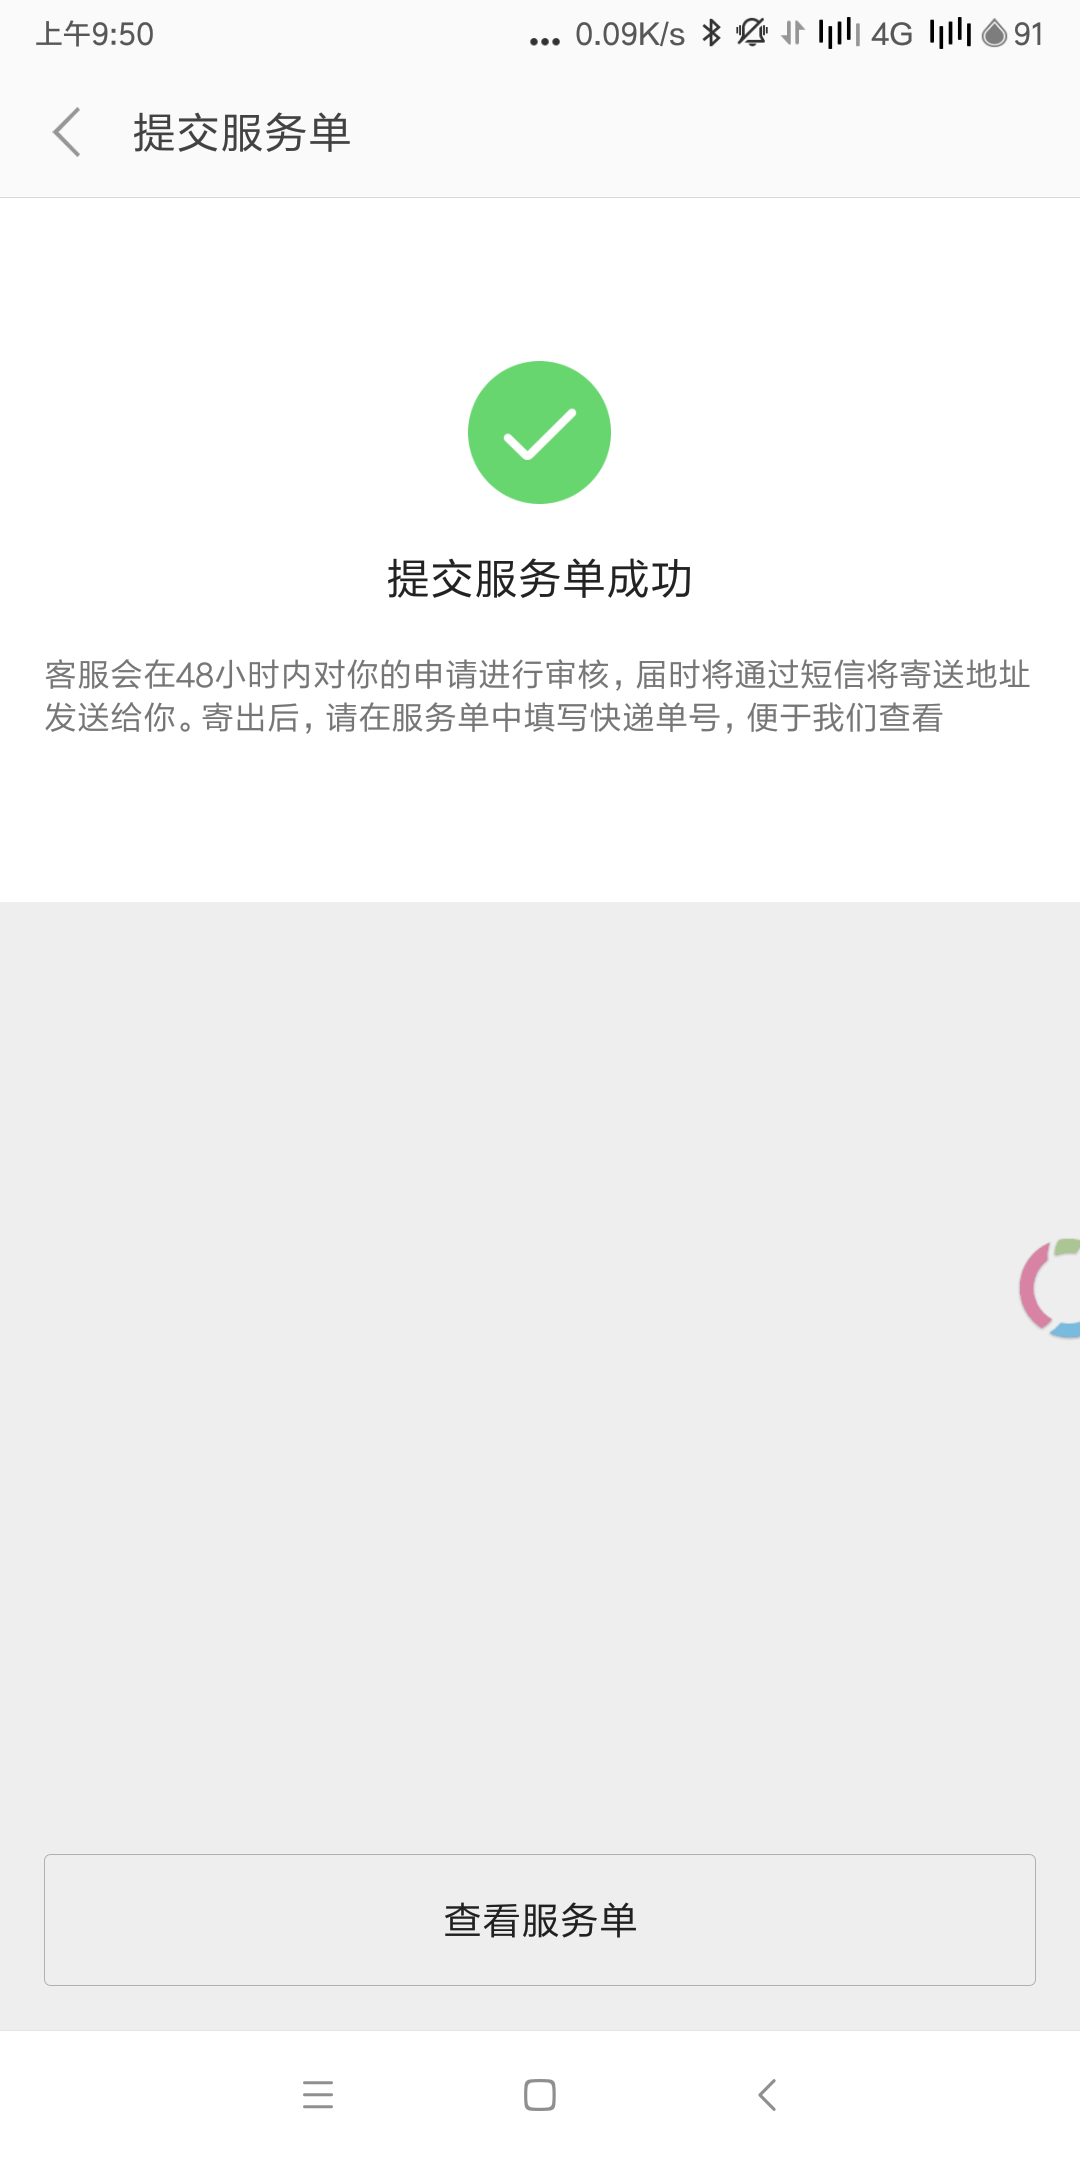 上午9:50
... 0.09K/s 4G 91
提交服务单
提交服务单成功
客服会在48小时内对你的申请进行审核，届时将通过短信将寄送地址
发送给你。寄出后，请在服务单中填写快递单号，便于我们查看
查看服务单